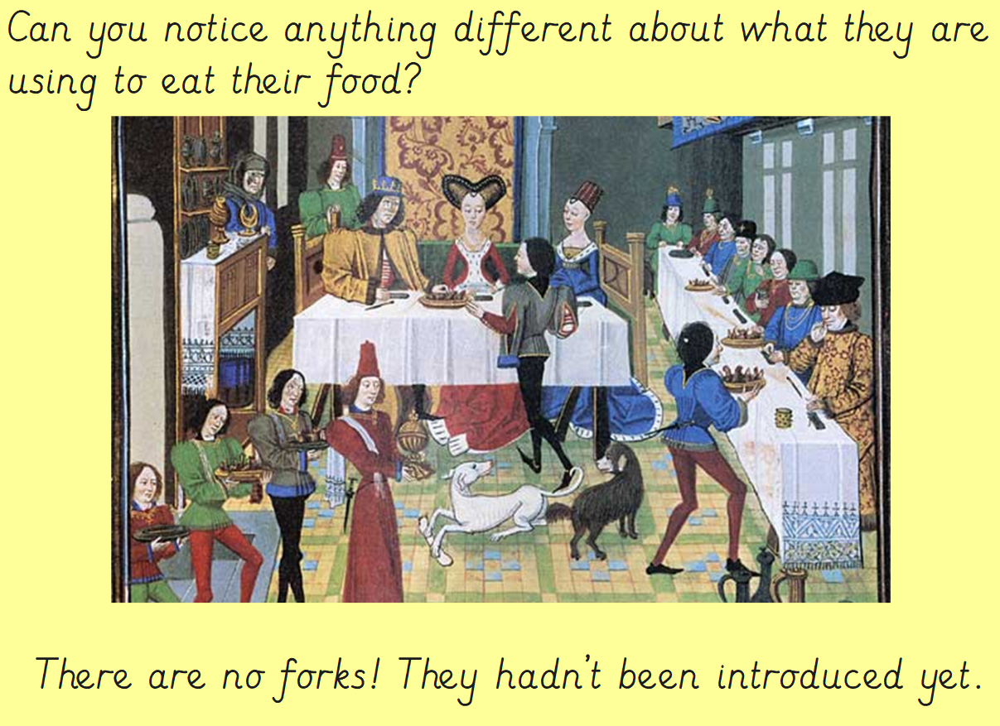 Can you notice anything different about what they are
using to eat their food?
There are no forks! They hadn't been introduced yet.